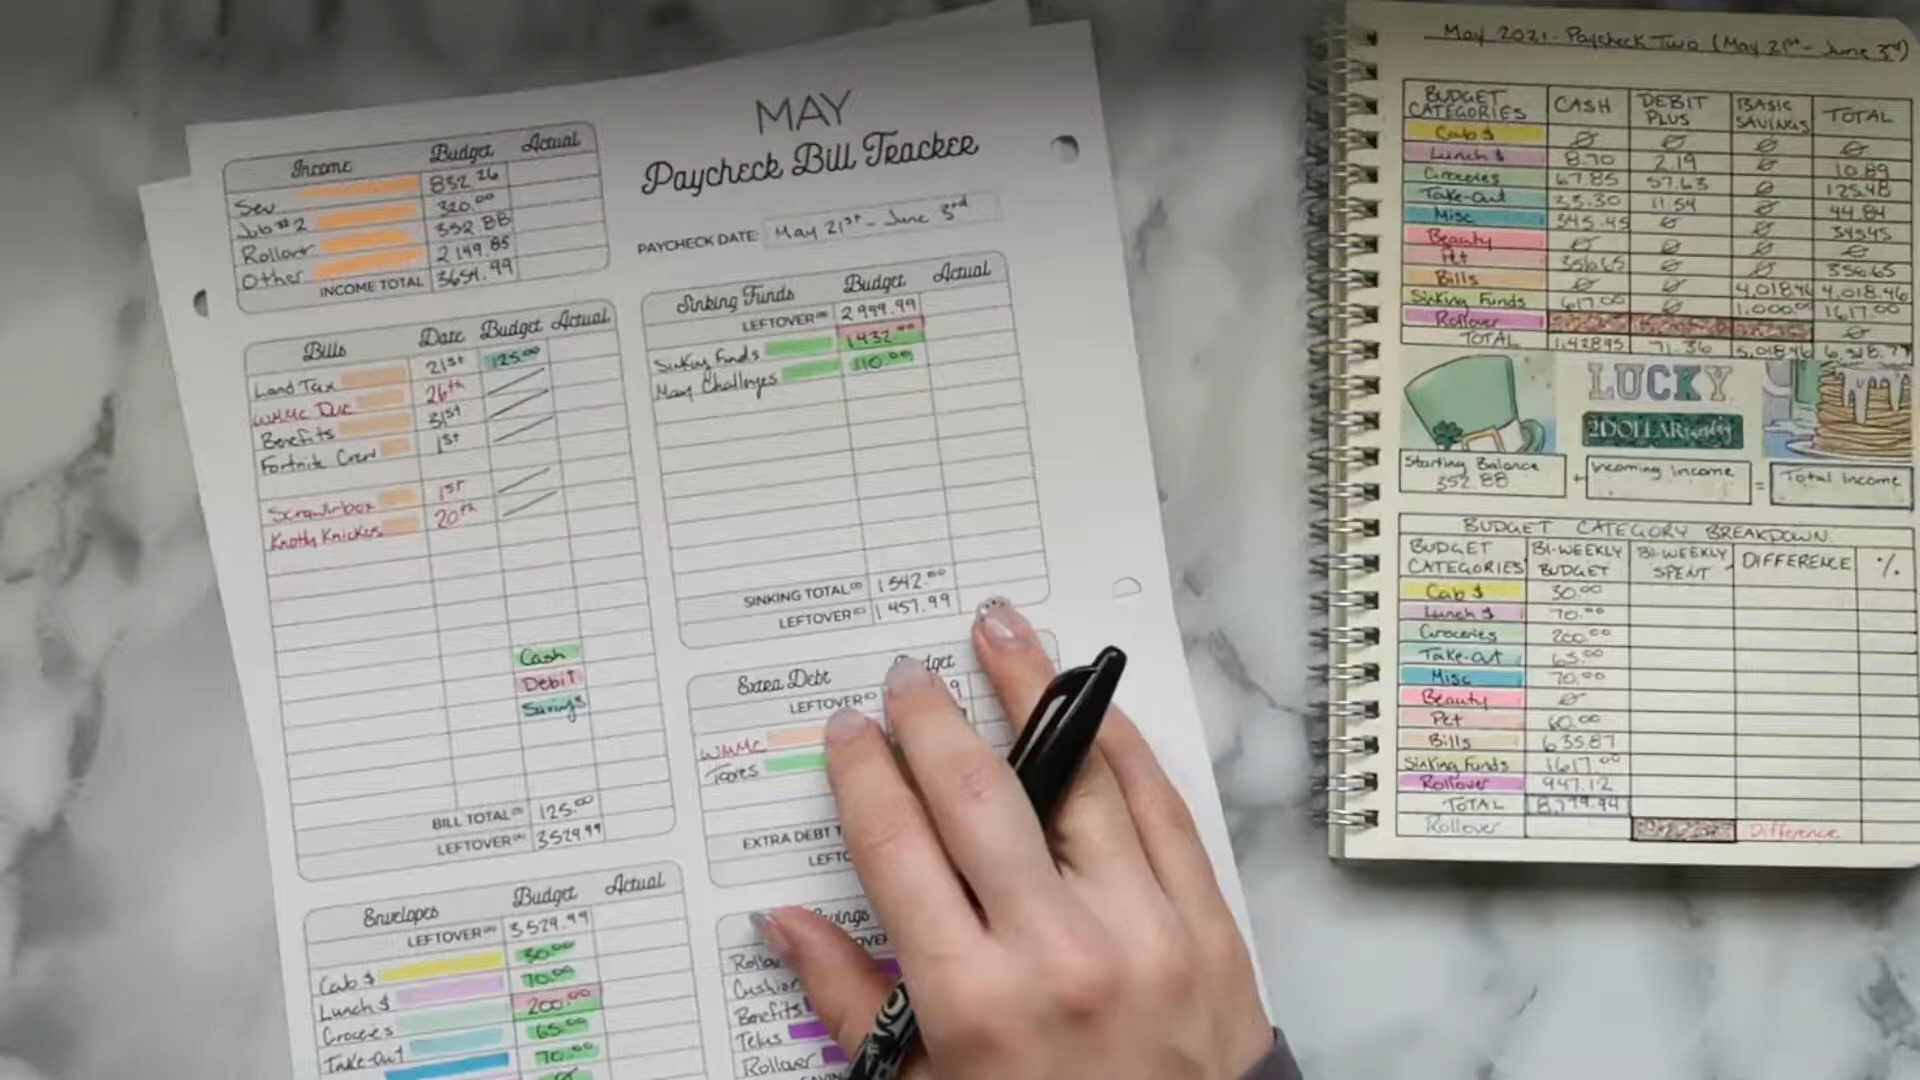 MAY
Paycheck Bill Tracker
PAYCHECK DATE: May 21st - June 3rd
Income Budget Actual
Sev 832.26
Job #2 320.00
Rollover 352.88
Other 2149.85
INCOME TOTAL 3654.99
Bills Date Budget Actual
Land Tax 21st 125.00
WMMC Due 26th
Benefits 31st
Fortnite Crew 1st
1st
Knotty Knickers 20th
Cash
Debit
Savings
BILL TOTAL 125.00
LEFTOVER 3529.99
Envelopes Budget Actual
LEFTOVER 3529.99
Cab $ 30.00
Lunch $ 70.00
Groceries 200.00
Take-Out 65.00
70.00
Sinking Funds Budget Actual
LEFTOVER 2999.99
Sinking Funds 1432.00
May Challenges 110.00
SINKING TOTAL 1542.00
LEFTOVER 1457.99
Extra Debt
LEFTOVER
WMMC
Taxes
EXTRA DEBT
Benefits
Telus
Rollover
May 2021 - Paycheck Two (May 21st - June 3rd)
BUDGET CATEGORIES CASH DEBIT PLUS BASIC SAVINGS TOTAL
Cab $ Ø Ø Ø Ø
Lunch $ 8.70 2.19 Ø 10.89
Groceries 67.85 57.63 Ø 125.48
Take-Out 33.30 11.54 Ø 44.84
Misc 345.45 Ø Ø 345.45
Beauty Ø Ø Ø Ø
Pet 356.65 Ø Ø 356.65
Bills Ø Ø 4,018.46 4,018.46
Sinking Funds 617.00 Ø 1,000.00 1617.00
Rollover Ø
TOTAL 1,428.95 71.36 5,018.46 6,518.77
LUCKY
2DOLLAR Tuesday
Starting Balance 352.88 + Incoming Income = Total Income
BUDGET CATEGORY BREAKDOWN
BUDGET CATEGORIES BI-WEEKLY BUDGET BI-WEEKLY SPENT DIFFERENCE %
Cab $ 30.00
Lunch $ 70.00
Groceries 200.00
Take-Out 65.00
Misc 70.00
Beauty Ø
Pet 60.00
Bills 635.87
Sinking Funds 1617.00
Rollover 947.12
TOTAL
Rollover Difference